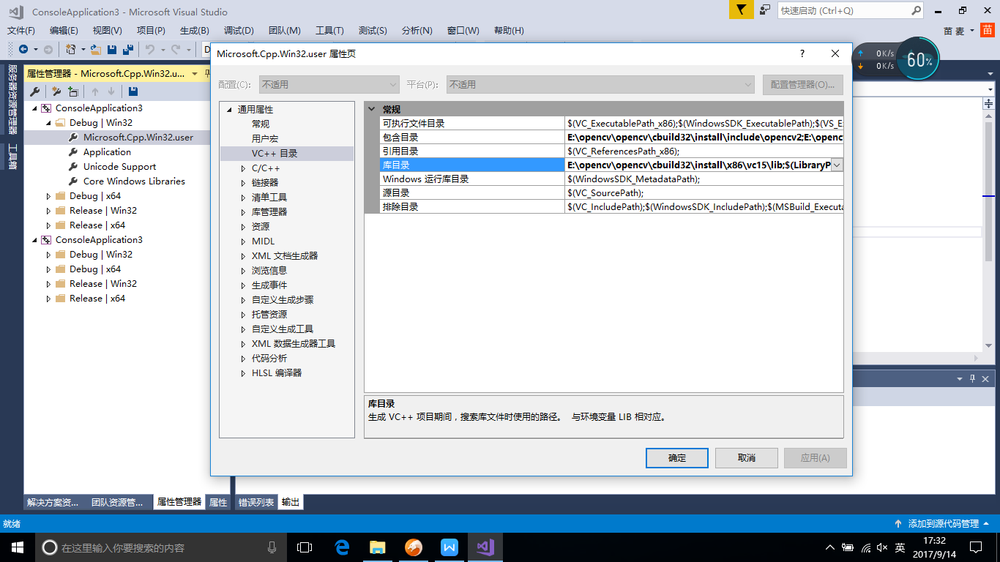 ConsoleApplication3 - Microsoft Visual Studio
快速启动 (Ctrl+Q)
文件(F) 编辑(E) 视图(V) 项目(P) 生成(B) 调试(D) 团队(M) 工具(T) 测试(S) 分析(N) 窗口(W) 帮助(H)
苗 麦
苗
D
0 K/s
0 K/s
60%
服务器资源管理器
工具箱
属性管理器 - Microsoft.Cpp.Win32.u...
ConsoleApplication3
Debug | Win32
Microsoft.Cpp.Win32.user
Application
Unicode Support
Core Windows Libraries
Debug | x64
Release | Win32
Release | x64
ConsoleApplication3
Debug | Win32
Debug | x64
Release | Win32
Release | x64
Microsoft.Cpp.Win32.user 属性页
?
配置(C): 不适用 平台(P): 不适用 配置管理器(O)...
通用属性
常规
用户宏
VC++ 目录
C/C++
链接器
清单工具
库管理器
资源
MIDL
XML 文档生成器
浏览信息
生成事件
自定义生成步骤
托管资源
自定义生成工具
XML 数据生成器工具
代码分析
HLSL 编译器
常规
可执行文件目录 $(VC_ExecutablePath_x86);$(WindowsSDK_ExecutablePath);$(VS_E
包含目录 E:\opencv\opencv\cbuild32\install\include\opencv2;E:\openc
引用目录 $(VC_ReferencesPath_x86);
库目录 E:\opencv\opencv\cbuild32\install\x86\vc15\lib;$(LibraryP
Windows 运行库目录 $(WindowsSDK_MetadataPath);
源目录 $(VC_SourcePath);
排除目录 $(VC_IncludePath);$(WindowsSDK_IncludePath);$(MSBuild_Executa
库目录
生成 VC++ 项目期间，搜索库文件时使用的路径。 与环境变量 LIB 相对应。
确定 取消 应用(A)
解决方案资... 团队资源管... 属性管理器 属性 错误列表 输出
就绪
添加到源代码管理
在这里输入你要搜索的内容
英
17:32
2017/9/14